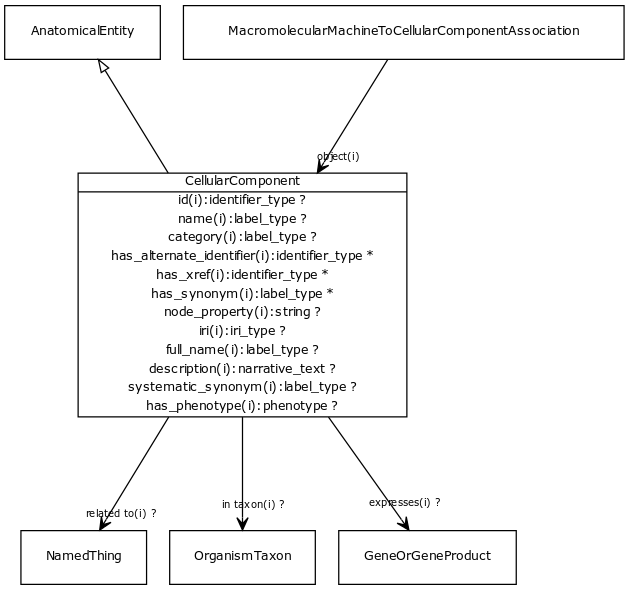 AnatomicalEntity
MacromolecularMachineToCellularComponentAssociation
object(i)
CellularComponent
id(i):identifier_type ?
name(i):label_type ?
category(i):label_type ?
has_alternate_identifier(i):identifier_type *
has_xref(i):identifier_type *
has_synonym(i):label_type *
node_property(i):string ?
iri(i):iri_type ?
full_name(i):label_type ?
description(i):narrative_text ?
systematic_synonym(i):label_type ?
has_phenotype(i):phenotype ?
related to(i) ?
in taxon(i) ?
expresses(i) ?
NamedThing
OrganismTaxon
GeneOrGeneProduct